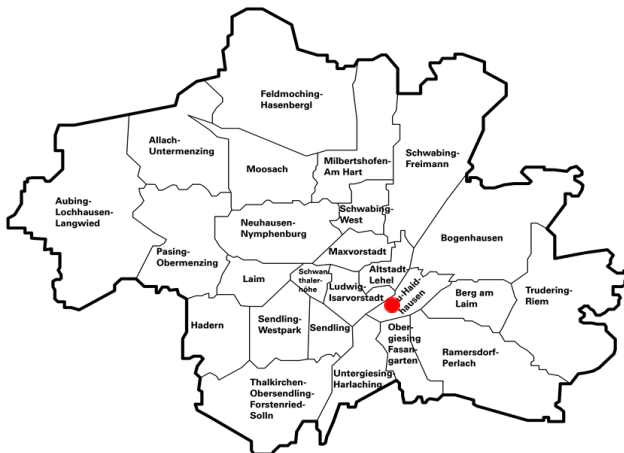 Feldmoching-
Hasenbergl
Allach-
Untermenzing
Moosach
Milbertshofen-
Am Hart
Schwabing-
Freimann
Aubing-
Lochhausen-
Langwied
Schwabing-
West
Neuhausen-
Nymphenburg
Bogenhausen
Pasing-
Obermenzing
Maxvorstadt
Laim
Schwan
thaler-
höhe
Ludwig-
Isarvorstadt
Altstadt-
Lehel
u-Haid-
hausen
Berg am
Laim
Trudering-
Riem
Hadern
Sendling-
Westpark
Sendling
Ober-
giesing
Fasan-
garten
Ramersdorf-
Perlach
Untergiesing-
Harlaching
Thalkirchen-
Obersendling-
Forstenried-
Solln